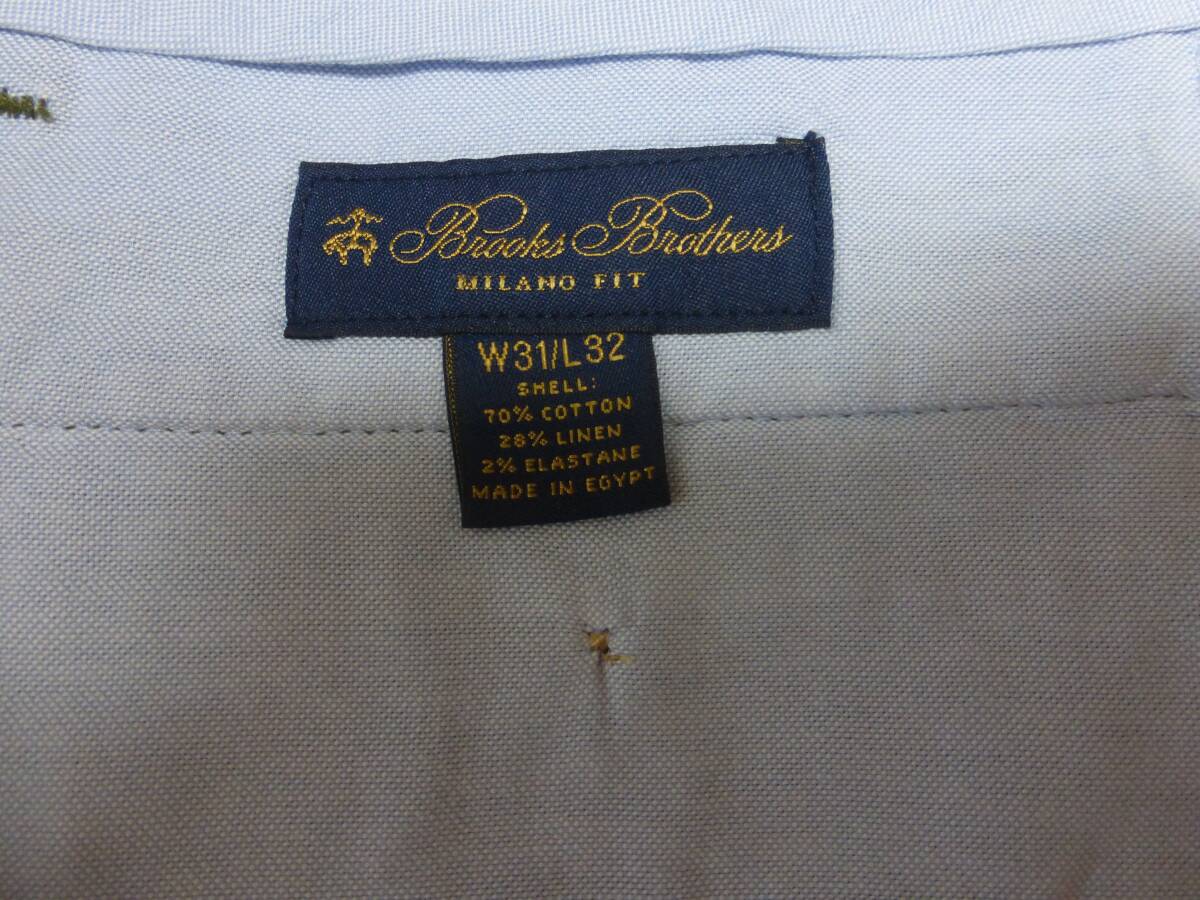 Brooks Brothers
MILANO FIT
W31/L32
SHELL:
70% COTTON
28% LINEN
2% ELASTANE
MADE IN EGYPT